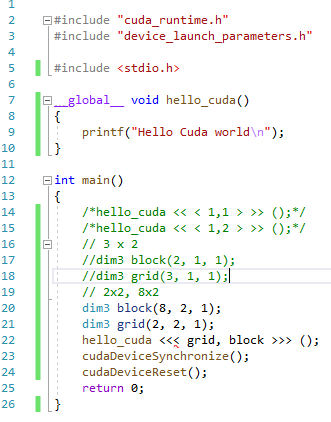 1
2 #include "cuda_runtime.h"
3 #include "device_launch_parameters.h"
4
5 #include <stdio.h>
6
7 __global__ void hello_cuda()
8 {
9 printf("Hello Cuda world\n");
10 }
11
12 int main()
13 {
14 /*hello_cuda << < 1,1 > >> ();*/
15 /*hello_cuda << < 1,2 > >> ();*/
16 // 3 x 2
17 //dim3 block(2, 1, 1);
18 //dim3 grid(3, 1, 1);
19 // 2x2, 8x2
20 dim3 block(8, 2, 1);
21 dim3 grid(2, 2, 1);
22 hello_cuda <<< grid, block >>> ();
23 cudaDeviceSynchronize();
24 cudaDeviceReset();
25 return 0;
26 }